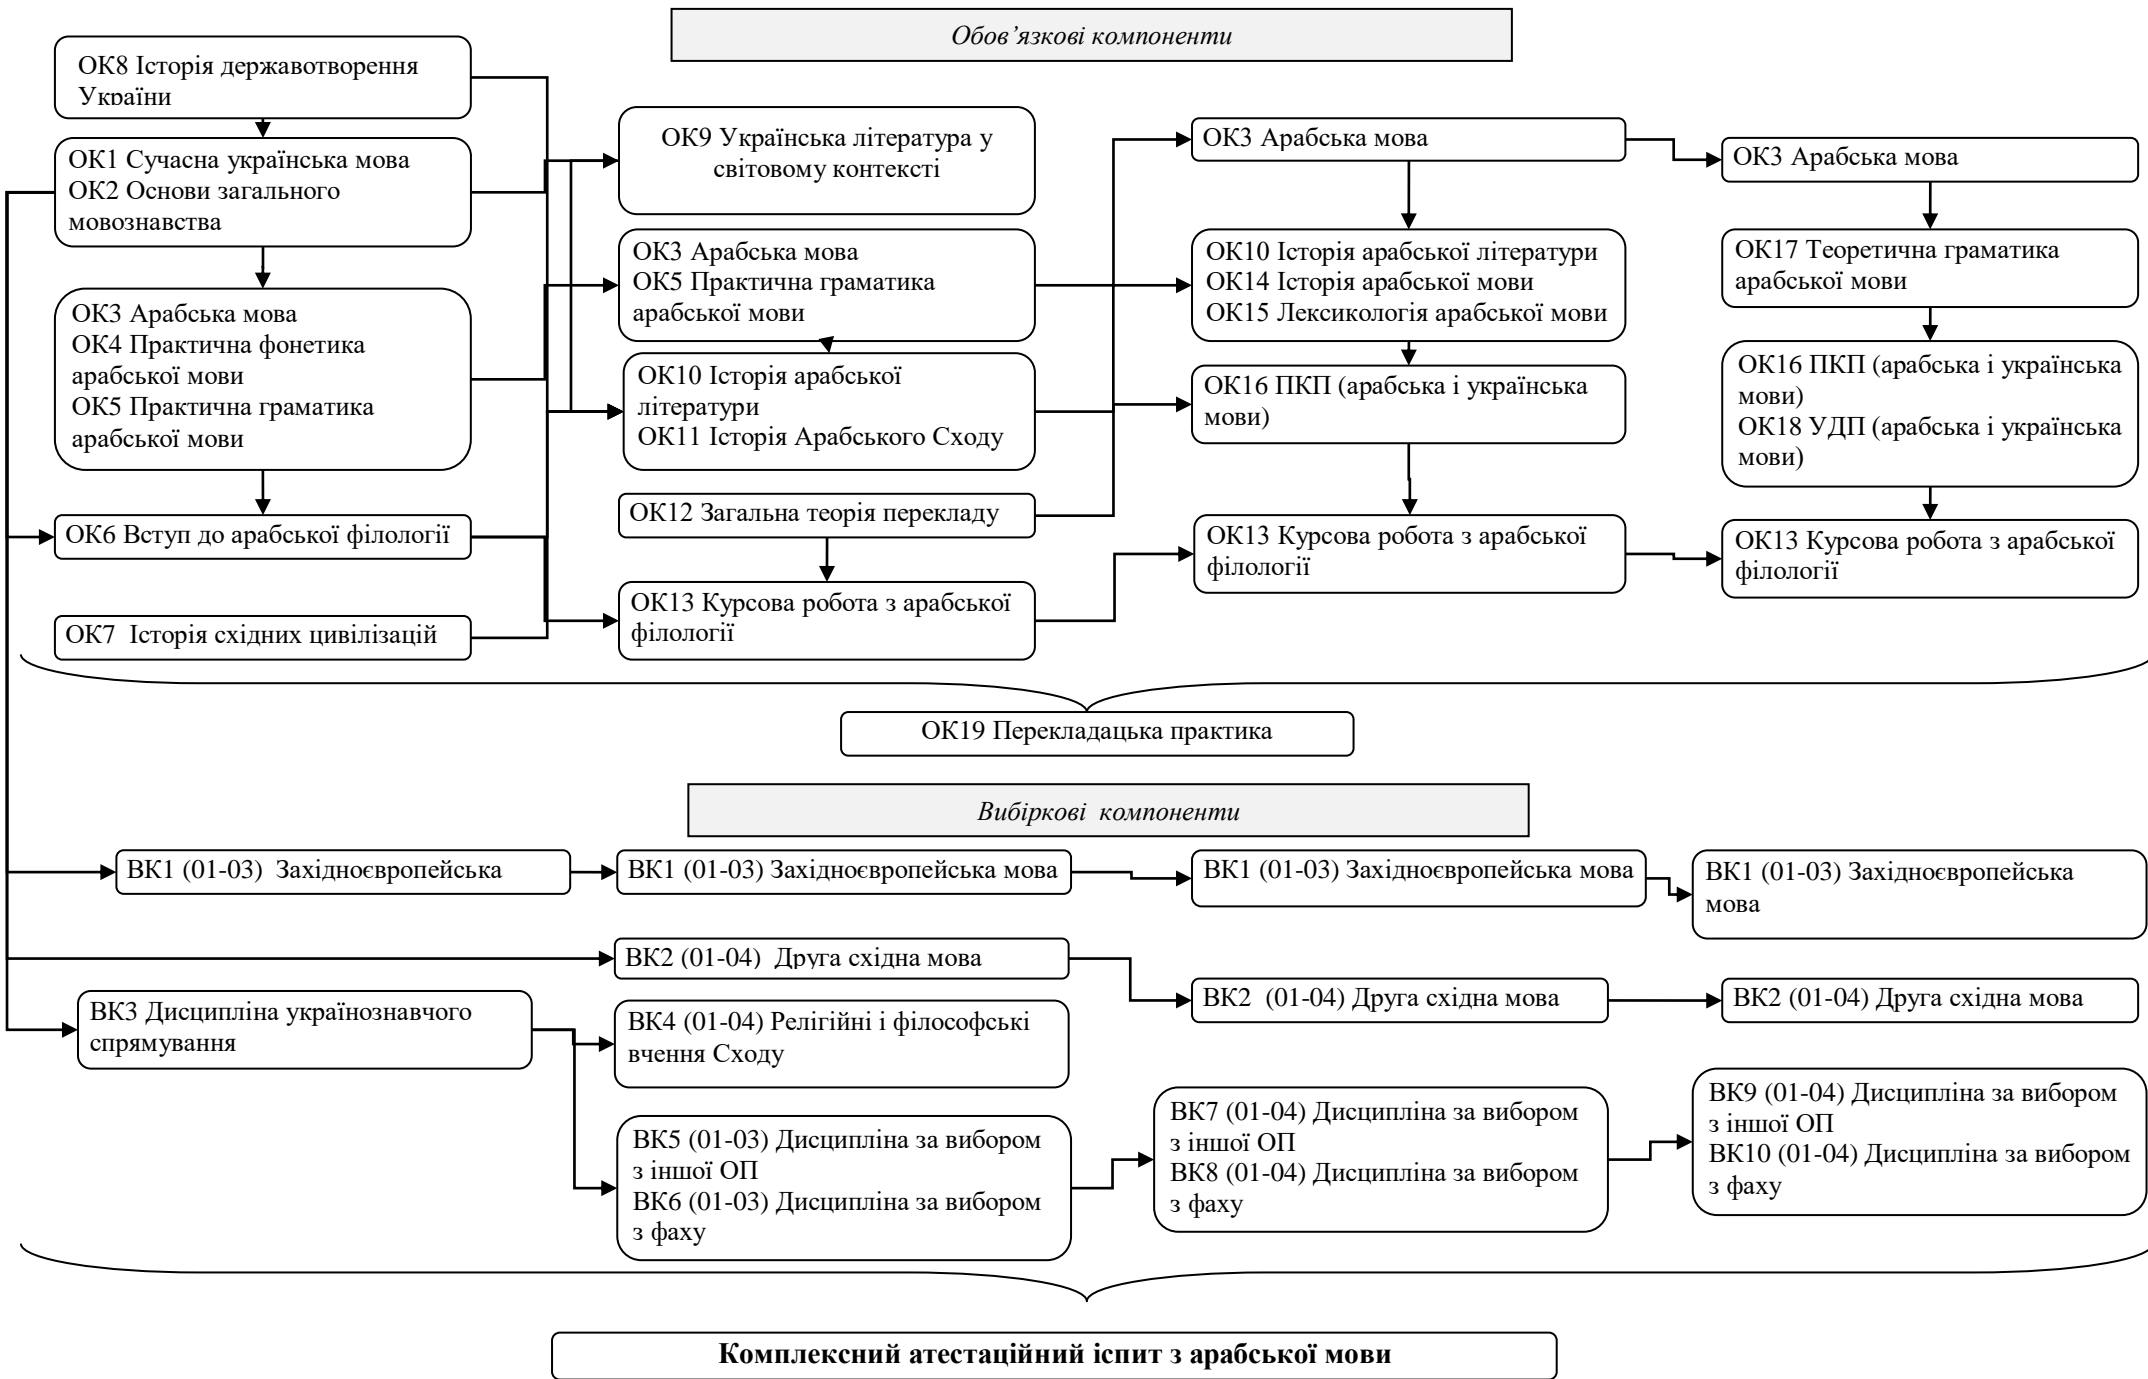 Обов’язкові компоненти
ОК8 Історія державотворення
України
ОК1 Сучасна українська мова
ОК2 Основи загального
мовознавства
ОК3 Арабська мова
ОК4 Практична фонетика
арабської мови
ОК5 Практична граматика
арабської мови
ОК6 Вступ до арабської філології
ОК7 Історія східних цивілізацій
ОК9 Українська література у
світовому контексті
ОК3 Арабська мова
ОК5 Практична граматика
арабської мови
ОК10 Історія арабської
літератури
ОК11 Історія Арабського Сходу
ОК12 Загальна теорія перекладу
ОК13 Курсова робота з арабської
філології
ОК3 Арабська мова
ОК10 Історія арабської літератури
ОК14 Історія арабської мови
ОК15 Лексикологія арабської мови
ОК16 ПКП (арабська і українська
мови)
ОК13 Курсова робота з арабської
філології
ОК3 Арабська мова
ОК17 Теоретична граматика
арабської мови
ОК16 ПКП (арабська і українська
мови)
ОК18 УДП (арабська і українська
мови)
ОК13 Курсова робота з арабської
філології
ОК19 Перекладацька практика
Вибіркові компоненти
ВК1 (01-03) Західноєвропейська
ВК1 (01-03) Західноєвропейська мова
ВК1 (01-03) Західноєвропейська мова
ВК1 (01-03) Західноєвропейська
мова
ВК2 (01-04) Друга східна мова
ВК2 (01-04) Друга східна мова
ВК2 (01-04) Друга східна мова
ВК3 Дисципліна українознавчого
спрямування
ВК4 (01-04) Релігійні і філософські
вчення Сходу
ВК5 (01-03) Дисципліна за вибором
з іншої ОП
ВК6 (01-03) Дисципліна за вибором
з фаху
ВК7 (01-04) Дисципліна за вибором
з іншої ОП
ВК8 (01-04) Дисципліна за вибором
з фаху
ВК9 (01-04) Дисципліна за вибором
з іншої ОП
ВК10 (01-04) Дисципліна за вибором
з фаху
Комплексний атестаційний іспит з арабської мови